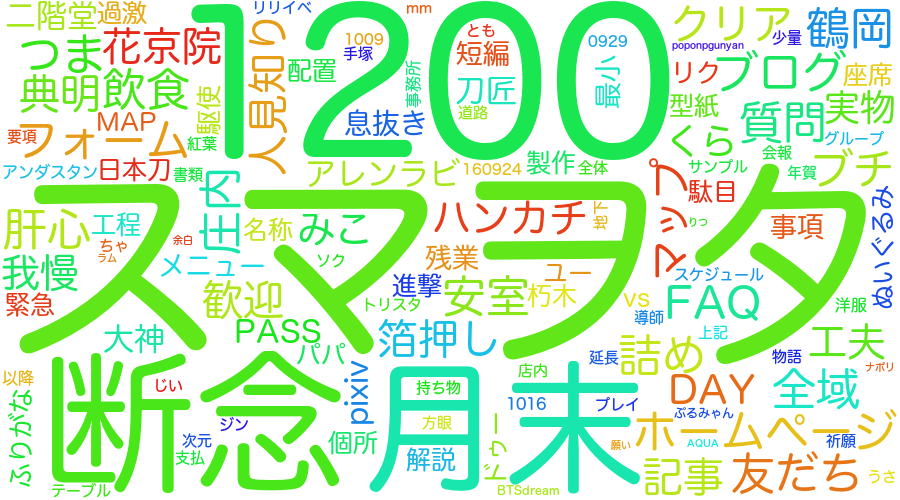 二階堂
過激
つま
花京院
典明
飲食
MAP
フォーム
要項
アンダスタン
日本刀
書類
紅葉
駆使
人見知り
1200
リリイベ
1009
手塚
配置
事務所
息抜き
mm
とも
短編
刀匠
道路
0929
最小
クリア
poponpgunyan
少量
鶴岡
ブログ
リク
型紙
座席
質問
実物
くら
グループ
サンプル
会報
年賀
ブチ
駄目
マップ
りつ
事項
スケジュール
ぬいぐるみ
アレンラビ
160924
製作
全体
肝心
工程
ちゃ
ラム
余白
庄内
名称
みこ
ハンカチ
地下
我慢
メニュー
ソク
残業
ユー
緊急
歓迎
トリスタ
進撃
安室
朽木
vs
導師
FAQ
洋服
上記
スマヲタ
大神
PASS
パパ
箔押し
延長
詰め
物語
工夫
ナポリ
以降
じい
pixiv
持ち物
店内
DAY
全域
ふりがな
断念
月末
次元
支払
ジン
個所
方眼
解説
1016
プレイ
ぷるみゃん
ホームページ
祈願
AQUA
願い
ドゥー
BTSdream
テーブル
記事
友だち
うさ